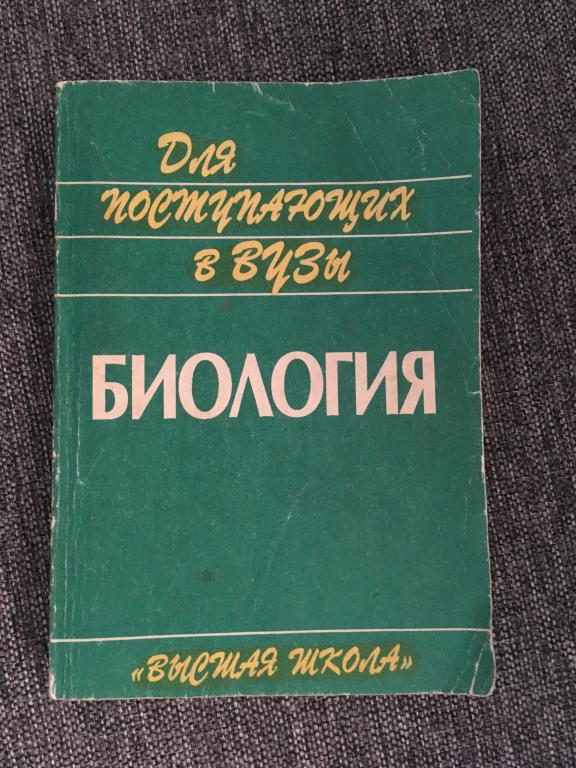 Для
поступающих
в ВУЗы
БИОЛОГИЯ
«ВЫСШАЯ ШКОЛА»